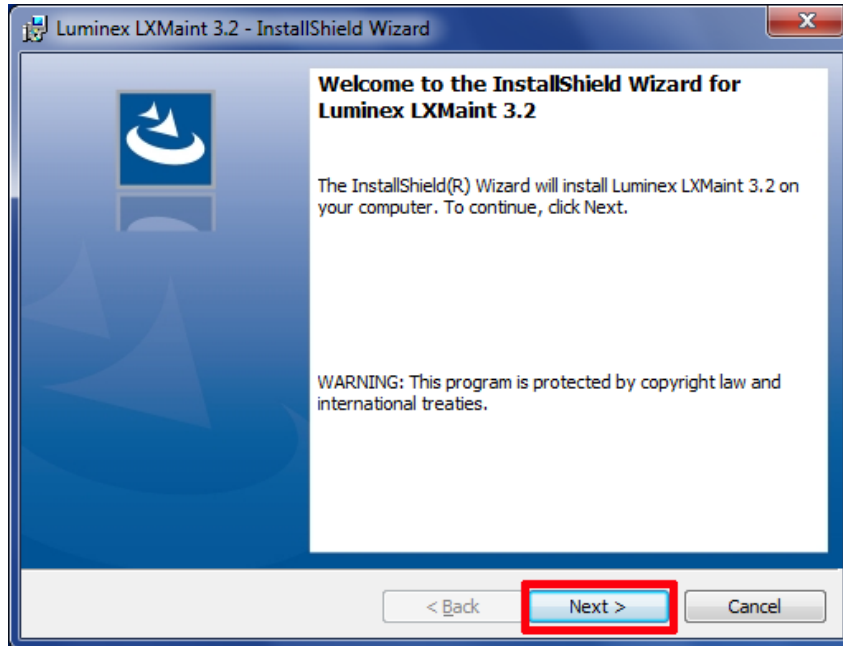 Luminex LXMaint 3.2 - InstallShield Wizard
Welcome to the InstallShield Wizard for
Luminex LXMaint 3.2
The InstallShield(R) Wizard will install Luminex LXMaint 3.2 on
your computer. To continue, click Next.
WARNING: This program is protected by copyright law and
international treaties.
< Back Next > Cancel